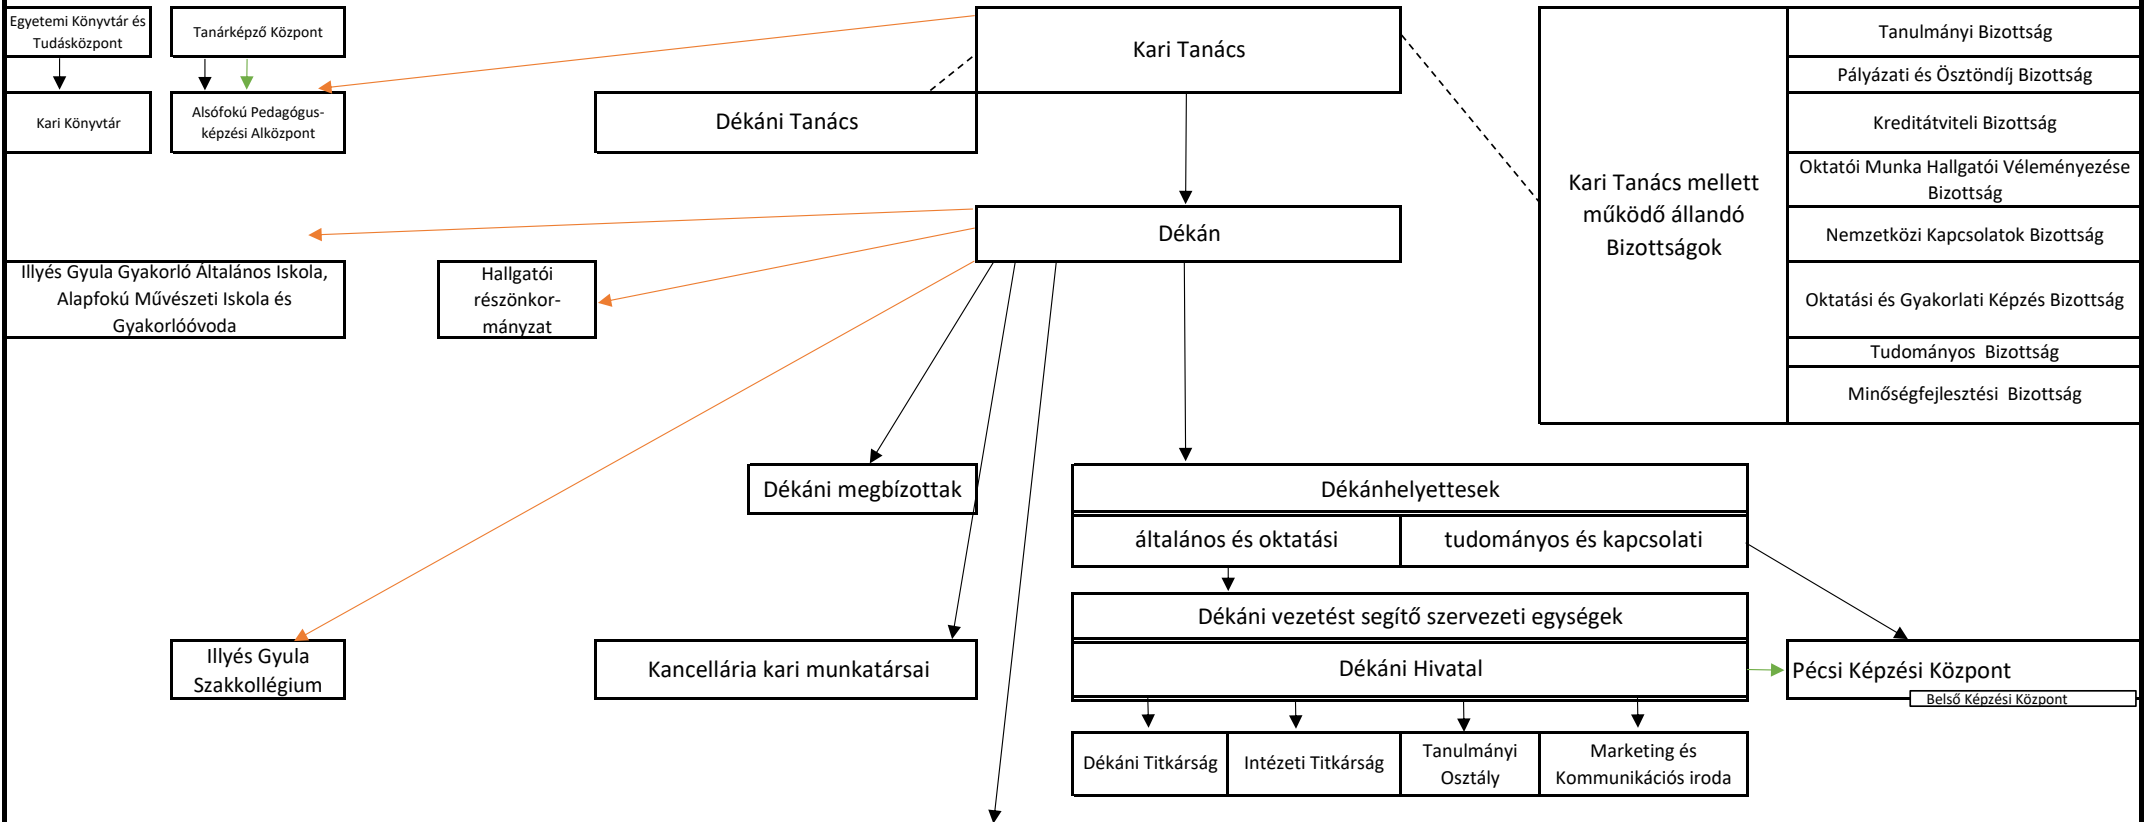 Egyetemi Könyvtár és
Tudásközpont
Tanárképző Központ
Kari Könyvtár
Alsófokú Pedagógus-
képzési Alközpont
Kari Tanács
Dékáni Tanács
Kari Tanács mellett
működő állandó
Bizottságok
Tanulmányi Bizottság
Pályázati és Ösztöndíj Bizottság
Kreditátviteli Bizottság
Oktatói Munka Hallgatói Véleményezése
Bizottság
Nemzetközi Kapcsolatok Bizottság
Oktatási és Gyakorlati Képzés Bizottság
Tudományos Bizottság
Minőségfejlesztési Bizottság
Dékán
Illyés Gyula Gyakorló Általános Iskola,
Alapfokú Művészeti Iskola és
Gyakorlóóvoda
Hallgatói
részönkor-
mányzat
Dékáni megbízottak
Dékánhelyettesek
általános és oktatási
tudományos és kapcsolati
Dékáni vezetést segítő szervezeti egységek
Illyés Gyula
Szakkollégium
Kancellária kari munkatársai
Dékáni Hivatal
Pécsi Képzési Központ
Belső Képzési Központ
Dékáni Titkárság
Intézeti Titkárság
Tanulmányi
Osztály
Marketing és
Kommunikációs iroda